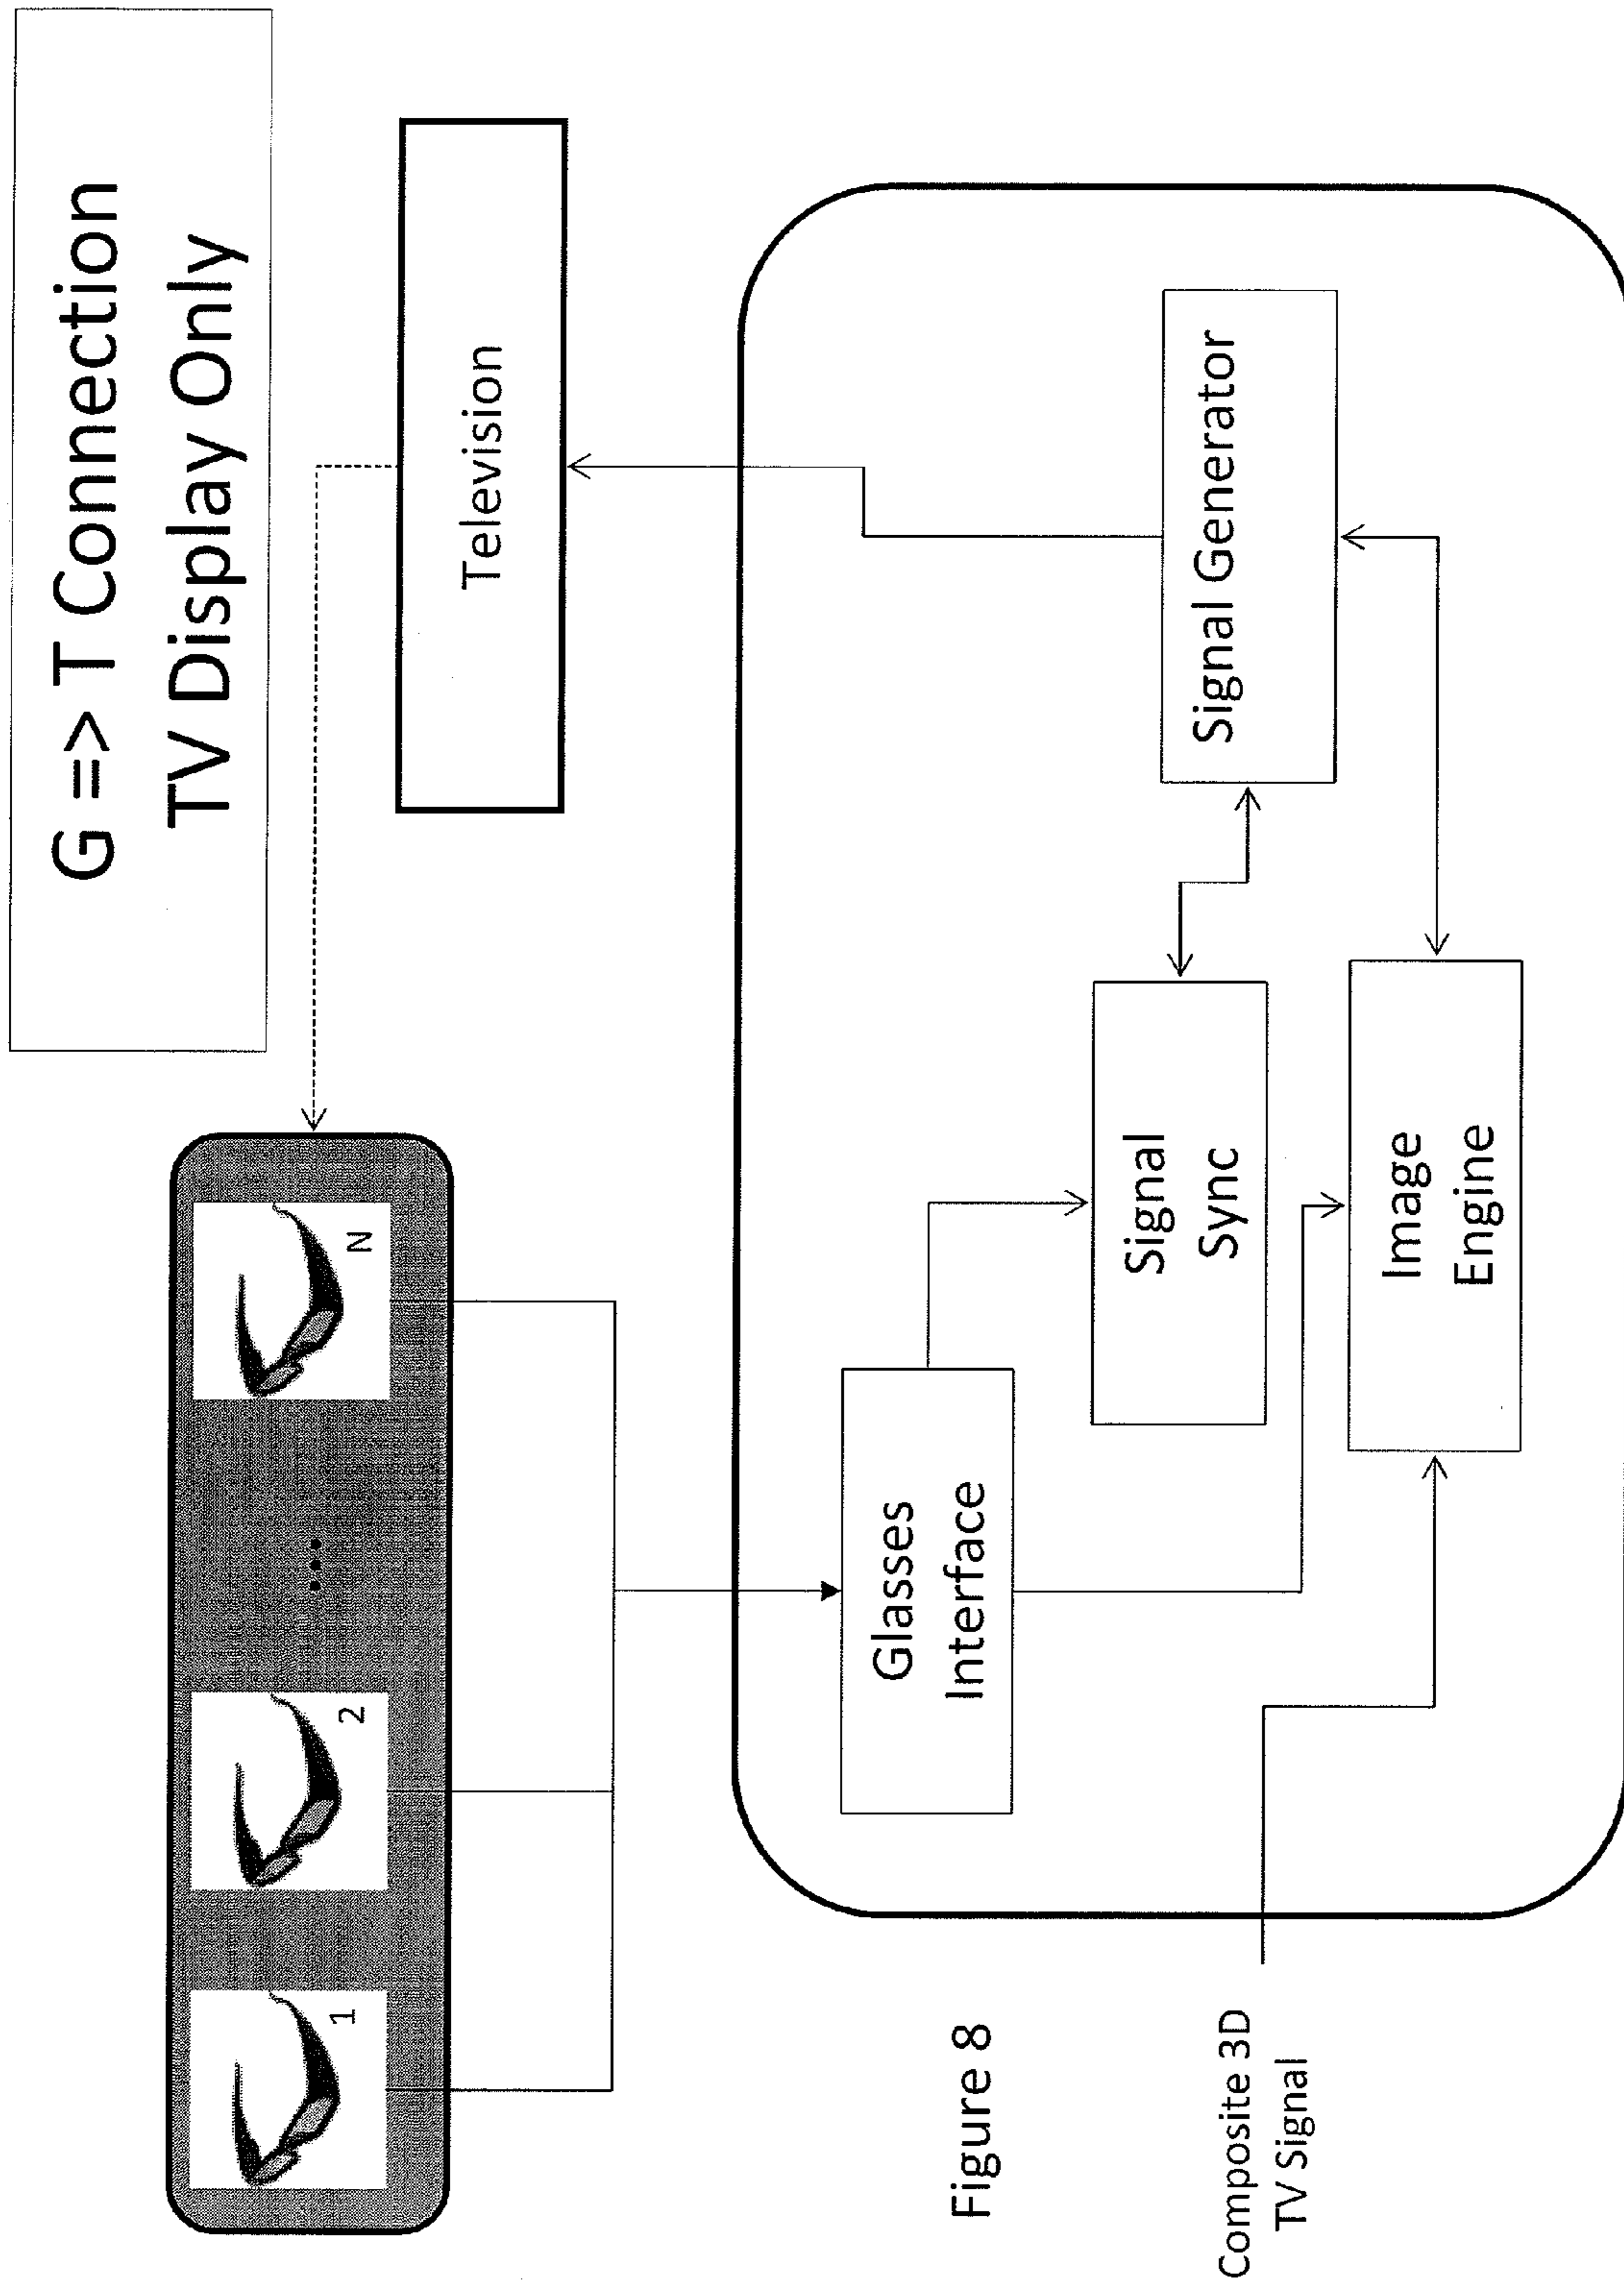 G => T Connection
TV Display Only
1
2
...
N
Television
Glasses
Interface
Signal
Sync
Signal Generator
Image
Engine
Figure 8
Composite 3D
TV Signal